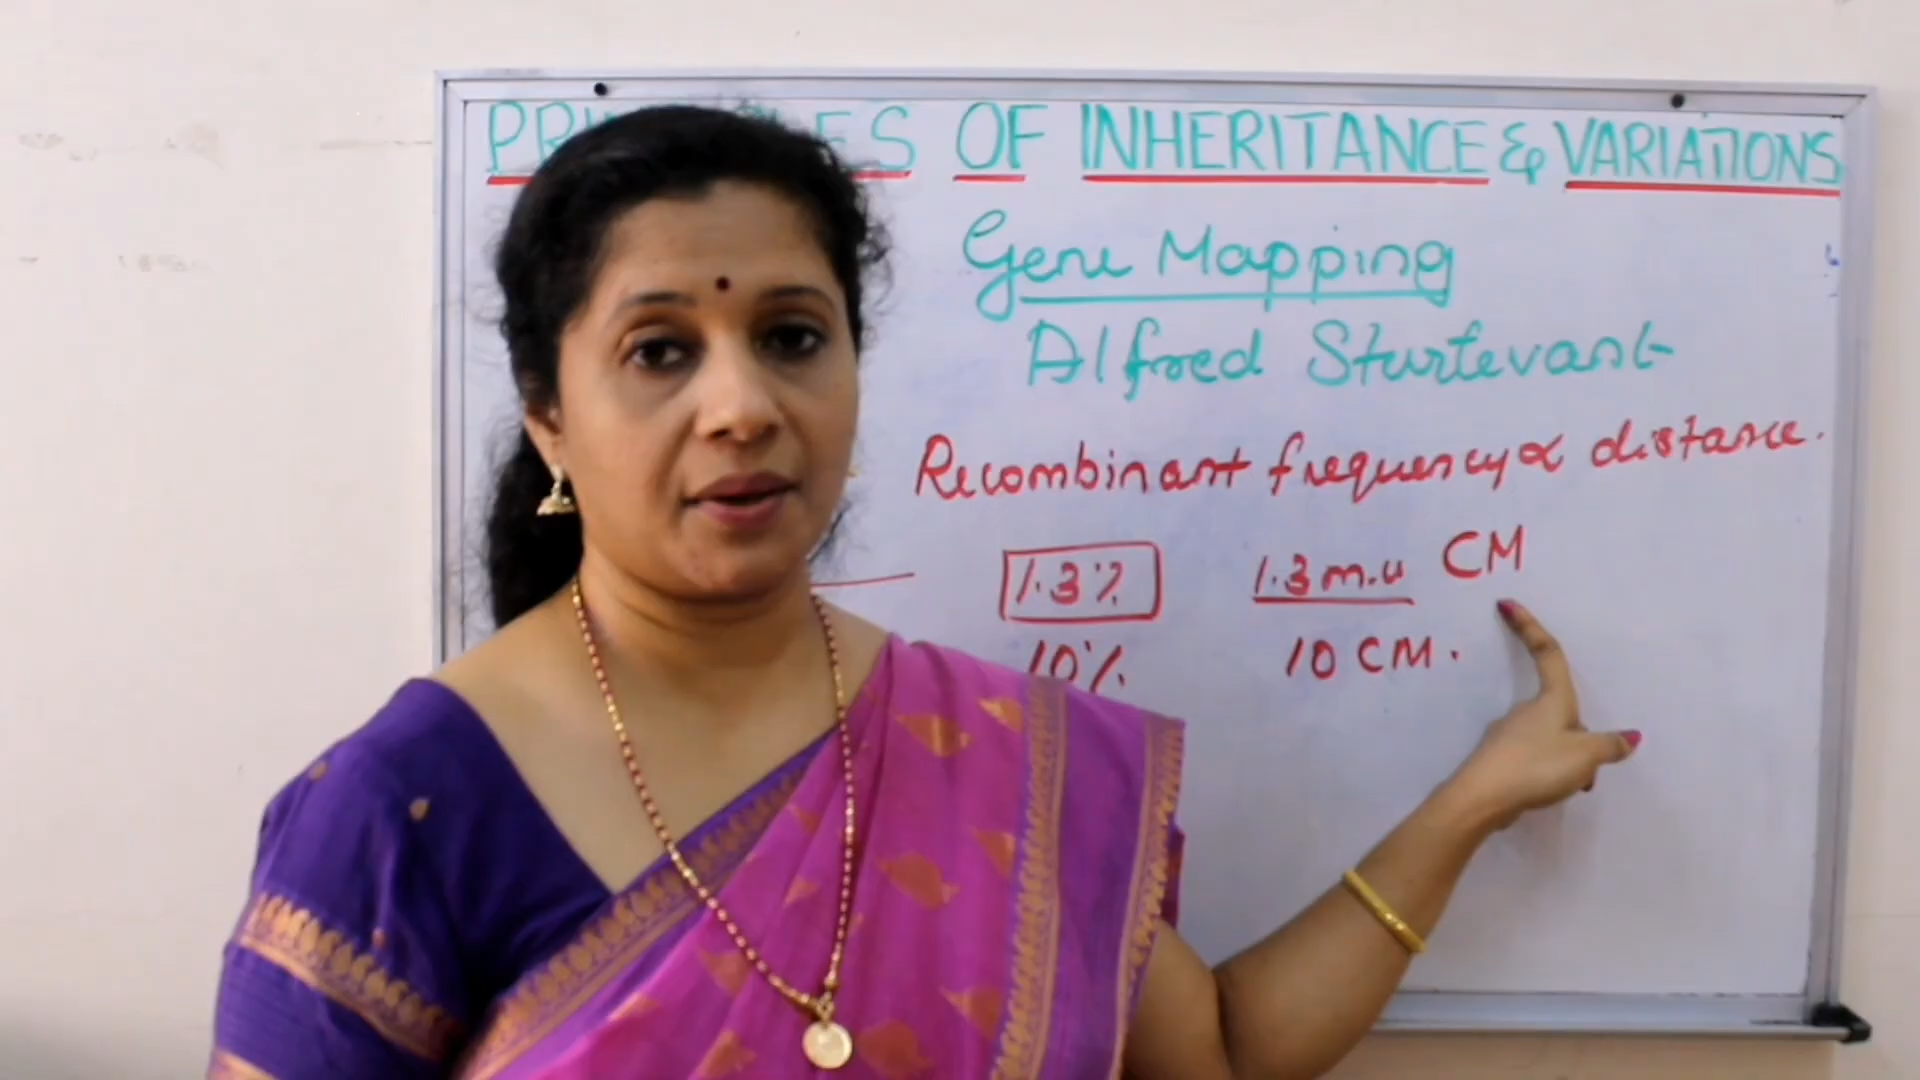 OF INHERITANCE & VARIATIONS
Gene Mapping
Alfred Sturtevant
Recombinant frequency ∝ distance.
1.3% 1.3 m.u CM
10% 10 CM.